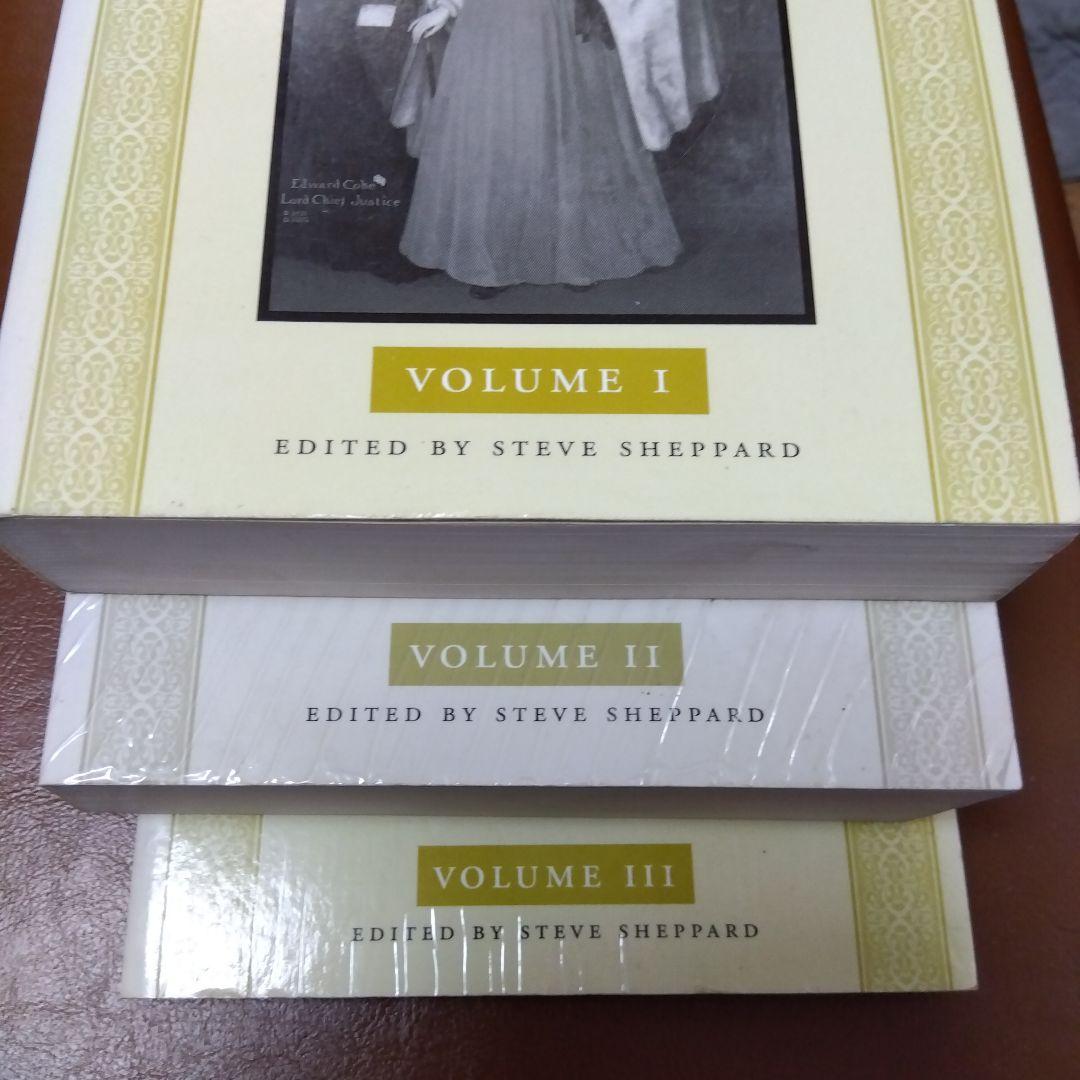 Edward Coke
Lord Chief Justice
VOLUME I
EDITED BY STEVE SHEPPARD
VOLUME II
EDITED BY STEVE SHEPPARD
VOLUME III
EDITED BY STEVE SHEPPARD